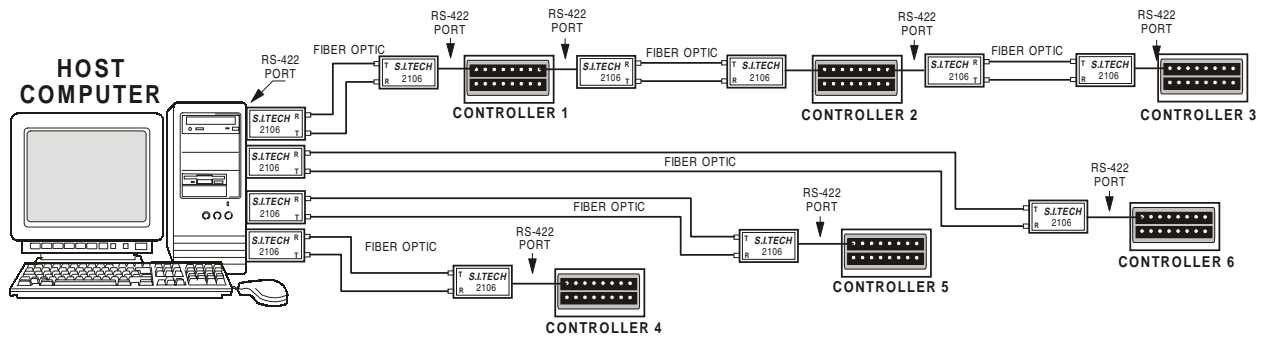 HOST
COMPUTER
RS-422
PORT
S.I.TECH
2106
R
T
FIBER OPTIC
T
R
S.I.TECH
2106
RS-422
PORT
CONTROLLER 1
RS-422
PORT
S.I.TECH
2106
R
T
FIBER OPTIC
T
R
S.I.TECH
2106
CONTROLLER 2
RS-422
PORT
S.I.TECH
2106
R
T
FIBER OPTIC
T
R
S.I.TECH
2106
RS-422
PORT
CONTROLLER 3
S.I.TECH
2106
R
T
FIBER OPTIC
T
R
S.I.TECH
2106
RS-422
PORT
CONTROLLER 6
S.I.TECH
2106
R
T
FIBER OPTIC
T
R
S.I.TECH
2106
RS-422
PORT
CONTROLLER 5
S.I.TECH
2106
R
T
FIBER OPTIC
T
R
S.I.TECH
2106
RS-422
PORT
CONTROLLER 4